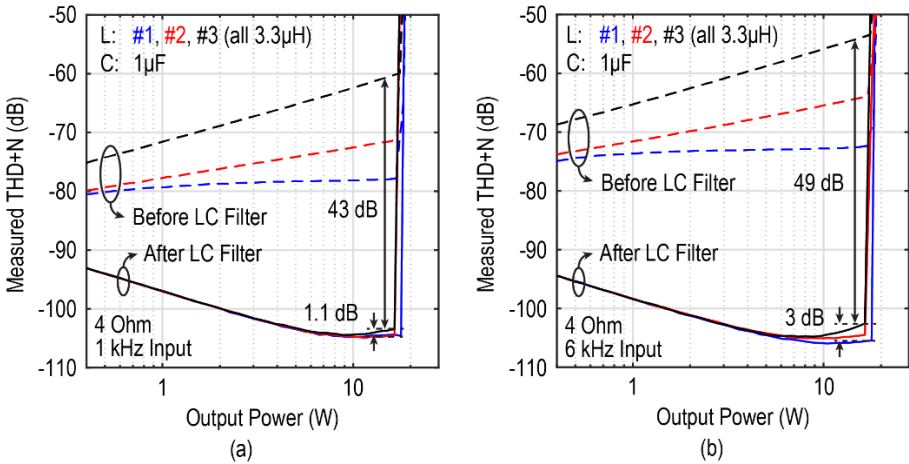 Measured THD+N (dB)
-50
-60
-70
-80
-90
-100
-110
L: #1, #2, #3 (all 3.3µH)
C: 1µF
Before LC Filter
43 dB
After LC Filter
1.1 dB
4 Ohm
1 kHz Input
1
10
Output Power (W)
(a)
Measured THD+N (dB)
-50
-60
-70
-80
-90
-100
-110
L: #1, #2, #3 (all 3.3µH)
C: 1µF
Before LC Filter
49 dB
After LC Filter
3 dB
4 Ohm
6 kHz Input
1
10
Output Power (W)
(b)